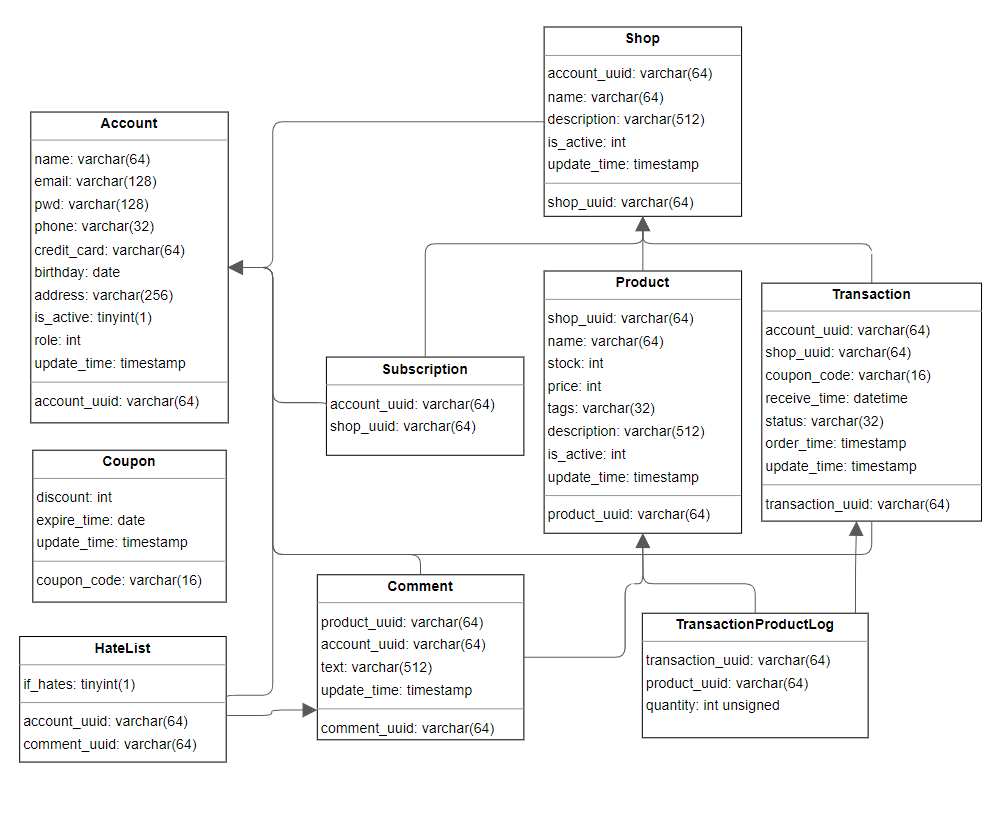 Shop
account_uuid: varchar(64)
name: varchar(64)
description: varchar(512)
is_active: int
update_time: timestamp
shop_uuid: varchar(64)
Account
name: varchar(64)
email: varchar(128)
pwd: varchar(128)
phone: varchar(32)
credit_card: varchar(64)
birthday: date
address: varchar(256)
is_active: tinyint(1)
role: int
update_time: timestamp
account_uuid: varchar(64)
Product
shop_uuid: varchar(64)
name: varchar(64)
stock: int
price: int
tags: varchar(32)
description: varchar(512)
is_active: int
update_time: timestamp
product_uuid: varchar(64)
Transaction
account_uuid: varchar(64)
shop_uuid: varchar(64)
coupon_code: varchar(16)
receive_time: datetime
status: varchar(32)
order_time: timestamp
update_time: timestamp
transaction_uuid: varchar(64)
Subscription
account_uuid: varchar(64)
shop_uuid: varchar(64)
Coupon
discount: int
expire_time: date
update_time: timestamp
coupon_code: varchar(16)
Comment
product_uuid: varchar(64)
account_uuid: varchar(64)
text: varchar(512)
update_time: timestamp
comment_uuid: varchar(64)
TransactionProductLog
transaction_uuid: varchar(64)
product_uuid: varchar(64)
quantity: int unsigned
HateList
if_hates: tinyint(1)
account_uuid: varchar(64)
comment_uuid: varchar(64)